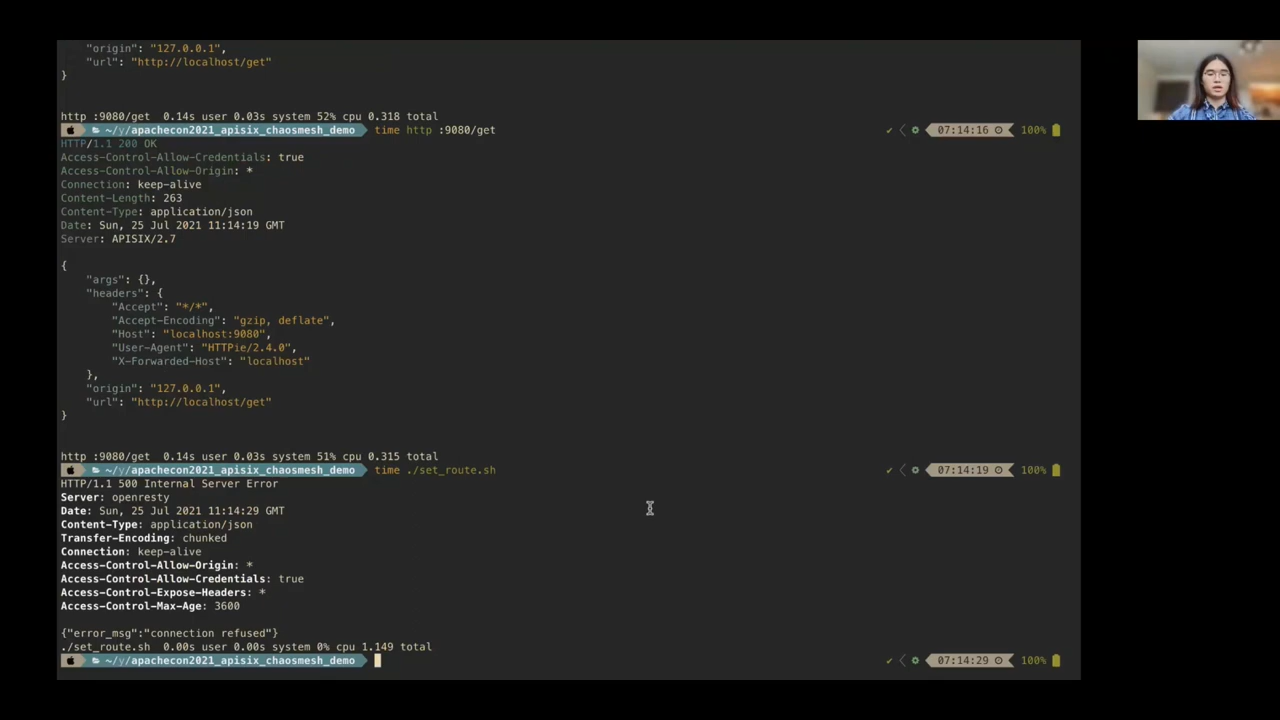 "origin": "127.0.0.1",
"url": "http://localhost/get"
}
http :9080/get  0.14s user 0.03s system 52% cpu 0.318 total
~/y/apachecon2021_apisix_chaosmesh_demo time http :9080/get ✔ 07:14:16 100%
HTTP/1.1 200 OK
Access-Control-Allow-Credentials: true
Access-Control-Allow-Origin: *
Connection: keep-alive
Content-Length: 263
Content-Type: application/json
Date: Sun, 25 Jul 2021 11:14:19 GMT
Server: APISIX/2.7
{
"args": {},
"headers": {
"Accept": "*/*",
"Accept-Encoding": "gzip, deflate",
"Host": "localhost:9080",
"User-Agent": "HTTPie/2.4.0",
"X-Forwarded-Host": "localhost"
},
"origin": "127.0.0.1",
"url": "http://localhost/get"
}
http :9080/get  0.14s user 0.03s system 51% cpu 0.315 total
~/y/apachecon2021_apisix_chaosmesh_demo time ./set_route.sh ✔ 07:14:19 100%
HTTP/1.1 500 Internal Server Error
Server: openresty
Date: Sun, 25 Jul 2021 11:14:29 GMT
Content-Type: application/json
Transfer-Encoding: chunked
Connection: keep-alive
Access-Control-Allow-Origin: *
Access-Control-Allow-Credentials: true
Access-Control-Expose-Headers: *
Access-Control-Max-Age: 3600
{"error_msg":"connection refused"}
./set_route.sh  0.00s user 0.00s system 0% cpu 1.149 total
~/y/apachecon2021_apisix_chaosmesh_demo ✔ 07:14:29 100%